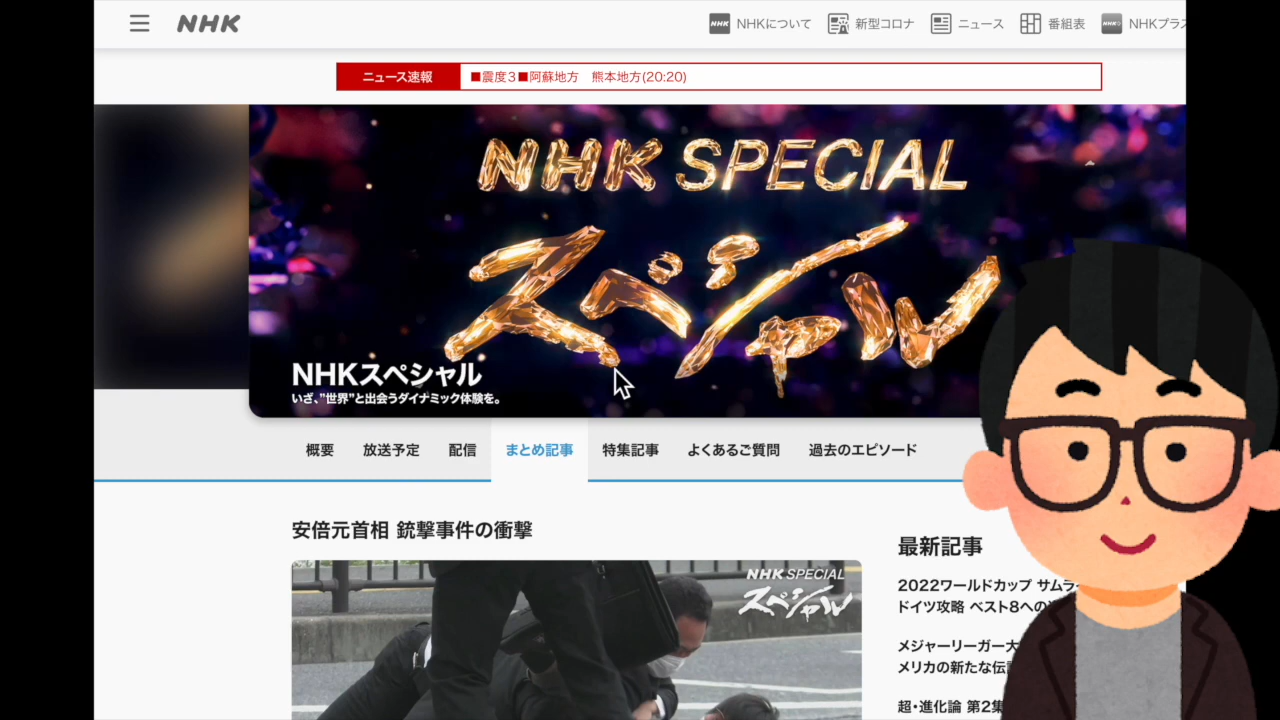 NHK
NHKについて
新型コロナ
ニュース
番組表
NHKプラス
ニュース速報
■震度３■阿蘇地方　熊本地方(20:20)
NHK SPECIAL
スペシャル
NHKスペシャル
いざ、”世界”と出会うダイナミック体験を。
概要
放送予定
配信
まとめ記事
特集記事
よくあるご質問
過去のエピソード
安倍元首相 銃撃事件の衝撃
NHK SPECIAL
スペシャル
最新記事
2022ワールドカップ サムラ
ドイツ攻略 ベスト8への
メジャーリーガー大
メリカの新たな伝
超・進化論 第2集